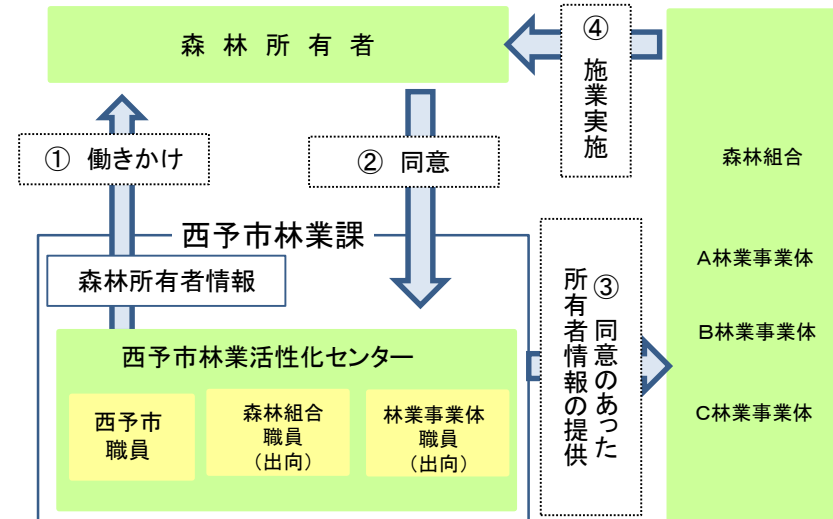 森 林 所 有 者
① 働きかけ
② 同意
西予市林業課
森林所有者情報
西予市林業活性化センター
西予市
職員
森林組合
職員
（出向）
林業事業体
職員
（出向）
③ 同意のあった
所有者情報の提供
④ 施業実施
森林組合
A林業事業体
B林業事業体
C林業事業体